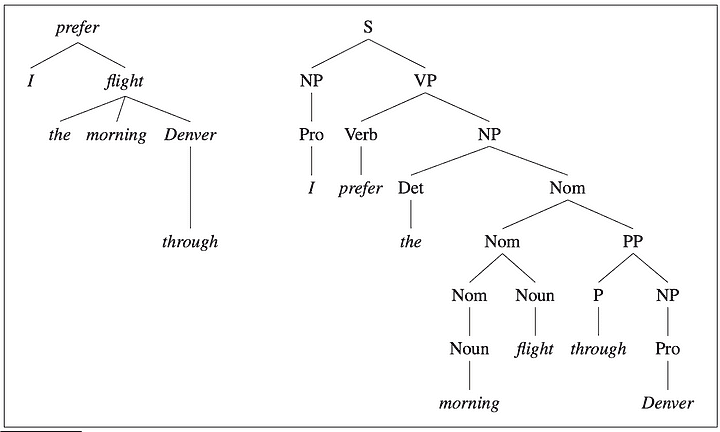 prefer S
I flight NP VP
the morning Denver Pro Verb NP
I prefer Det Nom
through the Nom PP
Nom Noun P NP
Noun flight through Pro
morning Denver